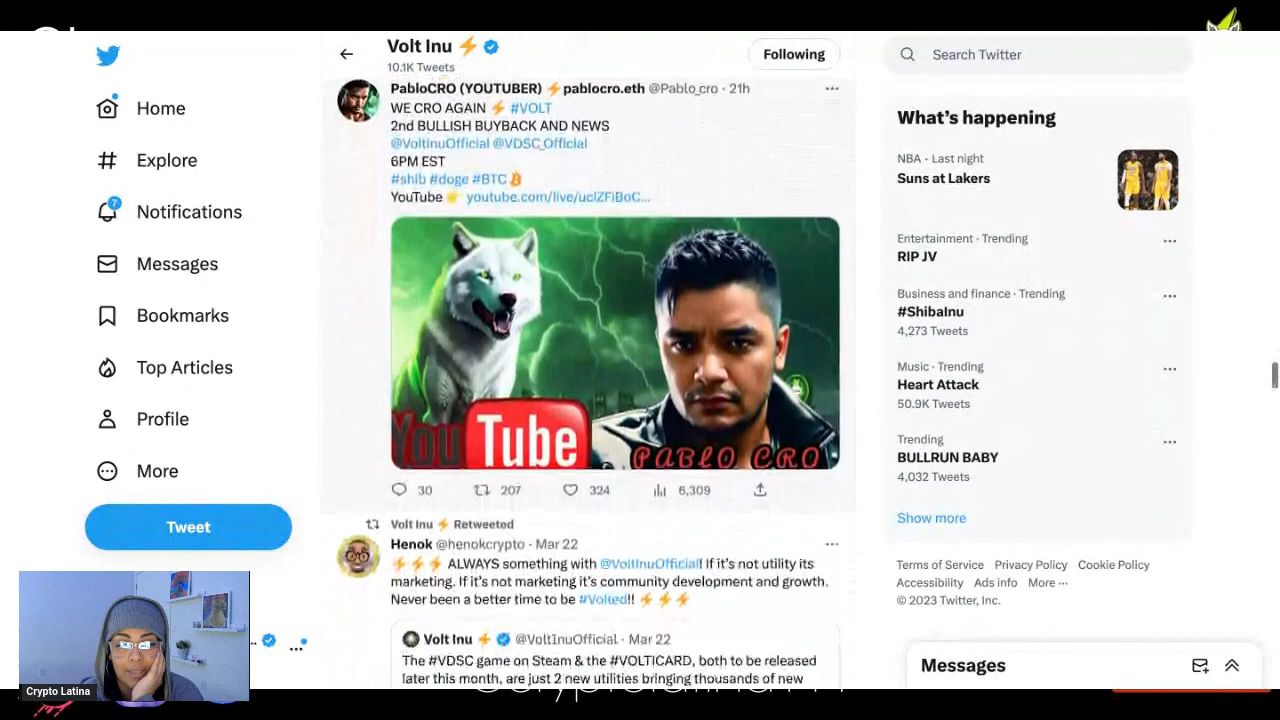 Volt Inu ⚡
10.1K Tweets
Following
Search Twitter
Home
Explore
7
Notifications
Messages
Bookmarks
Top Articles
Profile
More
Tweet
PabloCRO (YOUTUBER) ⚡pablocro.eth @Pablo_cro · 21h
WE CRO AGAIN ⚡ #VOLT
2nd BULLISH BUYBACK AND NEWS
@VoltInuOfficial @VDSC_Official
6PM EST
#shib #doge #BTC
YouTube 👉 youtube.com/live/uclZFiBoC...
YouTube
PABLO CRO
30 207 324 6,309
Volt Inu ⚡ Retweeted
Henok @henokcrypto · Mar 22
⚡⚡⚡ ALWAYS something with @VoltInuOfficial! If it's not utility its
marketing. If it's not marketing it's community development and growth.
Never been a better time to be #Volted!! ⚡⚡⚡
Volt Inu ⚡ @VoltInuOfficial · Mar 22
The #VDSC game on Steam & the #VOLTICARD, both to be released
later this month, are just 2 new utilities bringing thousands of new
What's happening
NBA · Last night
Suns at Lakers
Entertainment · Trending
RIP JV
Business and finance · Trending
#ShibaInu
4,273 Tweets
Music · Trending
Heart Attack
50.9K Tweets
Trending
BULLRUN BABY
4,032 Tweets
Show more
Terms of Service Privacy Policy Cookie Policy
Accessibility Ads info More ···
© 2023 Twitter, Inc.
Messages
Crypto Latina